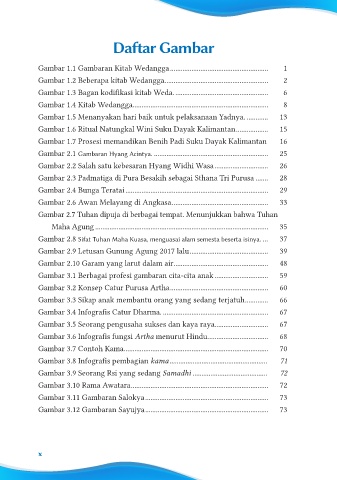 Daftar Gambar
Gambar 1.1 Gambaran Kitab Wedangga.................................................... 1
Gambar 1.2 Beberapa kitab Wedangga....................................................... 2
Gambar 1.3 Bagan kodifikasi kitab Weda. ................................................. 6
Gambar 1.4 Kitab Wedangga....................................................................... 8
Gambar 1.5 Menanyakan hari baik untuk pelaksanaan Yadnya. ............ 13
Gambar 1.6 Ritual Natungkal Wini Suku Dayak Kalimantan................. 15
Gambar 1.7 Prosesi memandikan Benih Padi Suku Dayak Kalimantan 16
Gambar 2.1 Gambaran Hyang Acintya. ............................................................. 25
Gambar 2.2 Salah satu kebesaran Hyang Widhi Wasa ............................ 26
Gambar 2.3 Padmatiga di Pura Besakih sebagai Sthana Tri Purusa ....... 28
Gambar 2.4 Bunga Teratai ........................................................................... 29
Gambar 2.6 Awan Melayang di Angkasa................................................... 33
Gambar 2.7 Tuhan dipuja di berbagai tempat. Menunjukkan bahwa Tuhan
Maha Agung ........................................................................................... 35
Gambar 2.8 Sifat Tuhan Maha Kuasa, menguasai alam semesta beserta isinya. ... 37
Gambar 2.9 Letusan Gunung Agung 2017 lalu......................................... 39
Gambar 2.10 Garam yang larut dalam air.................................................. 48
Gambar 3.1 Berbagai profesi gambaran cita-cita anak ............................ 59
Gambar 3.2 Konsep Catur Purusa Artha.................................................... 60
Gambar 3.3 Sikap anak membantu orang yang sedang terjatuh............. 66
Gambar 3.4 Infografis Catur Dharma. ........................................................ 67
Gambar 3.5 Seorang pengusaha sukses dan kaya raya............................ 67
Gambar 3.6 Infografis fungsi Artha menurut Hindu................................ 68
Gambar 3.7 Contoh Kama............................................................................ 70
Gambar 3.8 Infografis pembagian kama................................................... 71
Gambar 3.9 Seorang Rsi yang sedang Samadhi ....................................... 72
Gambar 3.10 Rama Awatara........................................................................ 72
Gambar 3.11 Gambaran Salokya................................................................. 73
Gambar 3.12 Gambaran Sayujya................................................................. 73
x